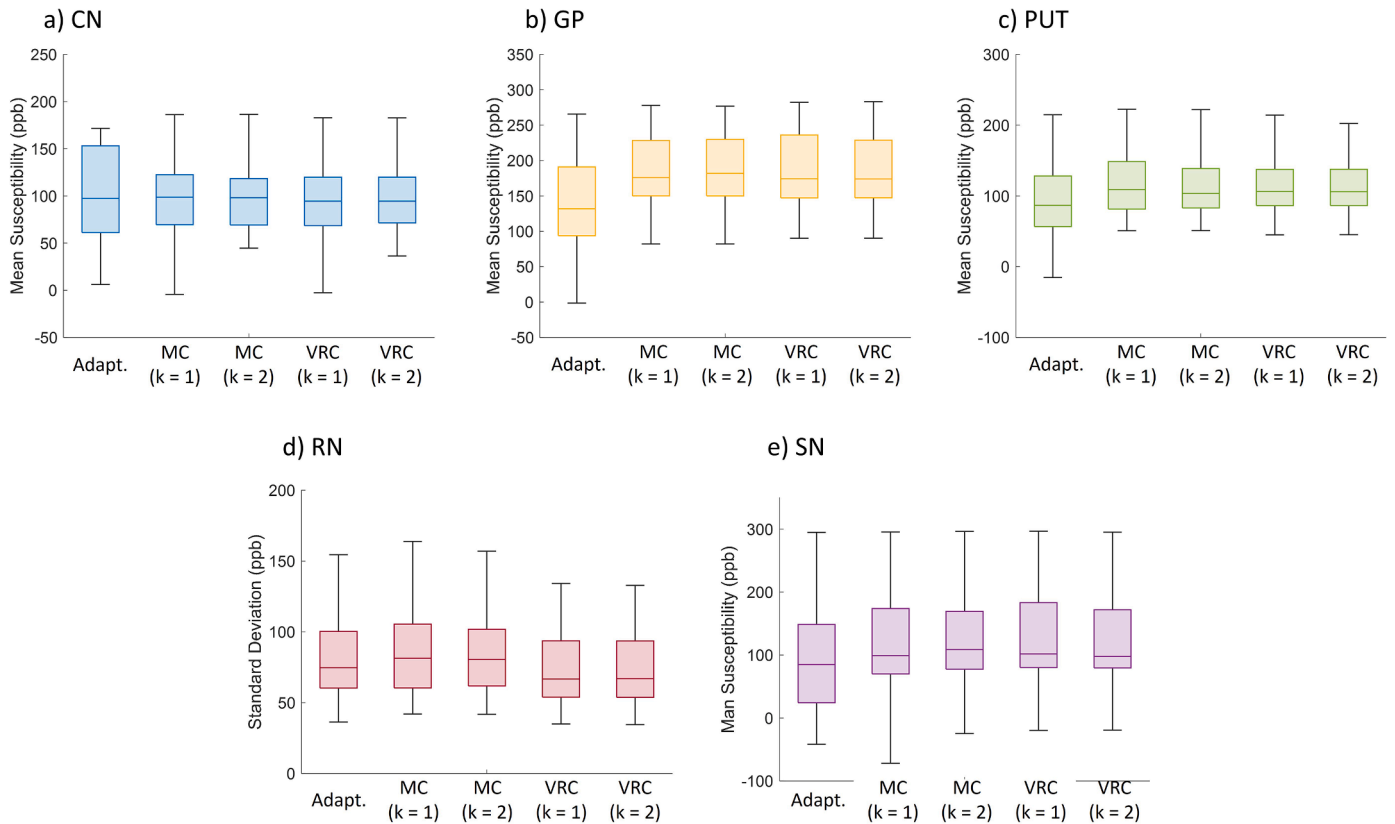 a) CN
Mean Susceptibility (ppb)
250
200
150
100
50
0
-50
Adapt.
MC
(k = 1)
MC
(k = 2)
VRC
(k = 1)
VRC
(k = 2)
b) GP
Mean Susceptibility (ppb)
350
300
250
200
150
100
50
0
-50
Adapt.
MC
(k = 1)
MC
(k = 2)
VRC
(k = 1)
VRC
(k = 2)
c) PUT
Mean Susceptibility (ppb)
300
200
100
0
-100
Adapt.
MC
(k = 1)
MC
(k = 2)
VRC
(k = 1)
VRC
(k = 2)
d) RN
Standard Deviation (ppb)
200
150
100
50
0
Adapt.
MC
(k = 1)
MC
(k = 2)
VRC
(k = 1)
VRC
(k = 2)
e) SN
Man Susceptibility (ppb)
300
200
100
0
-100
Adapt.
MC
(k = 1)
MC
(k = 2)
VRC
(k = 1)
VRC
(k = 2)